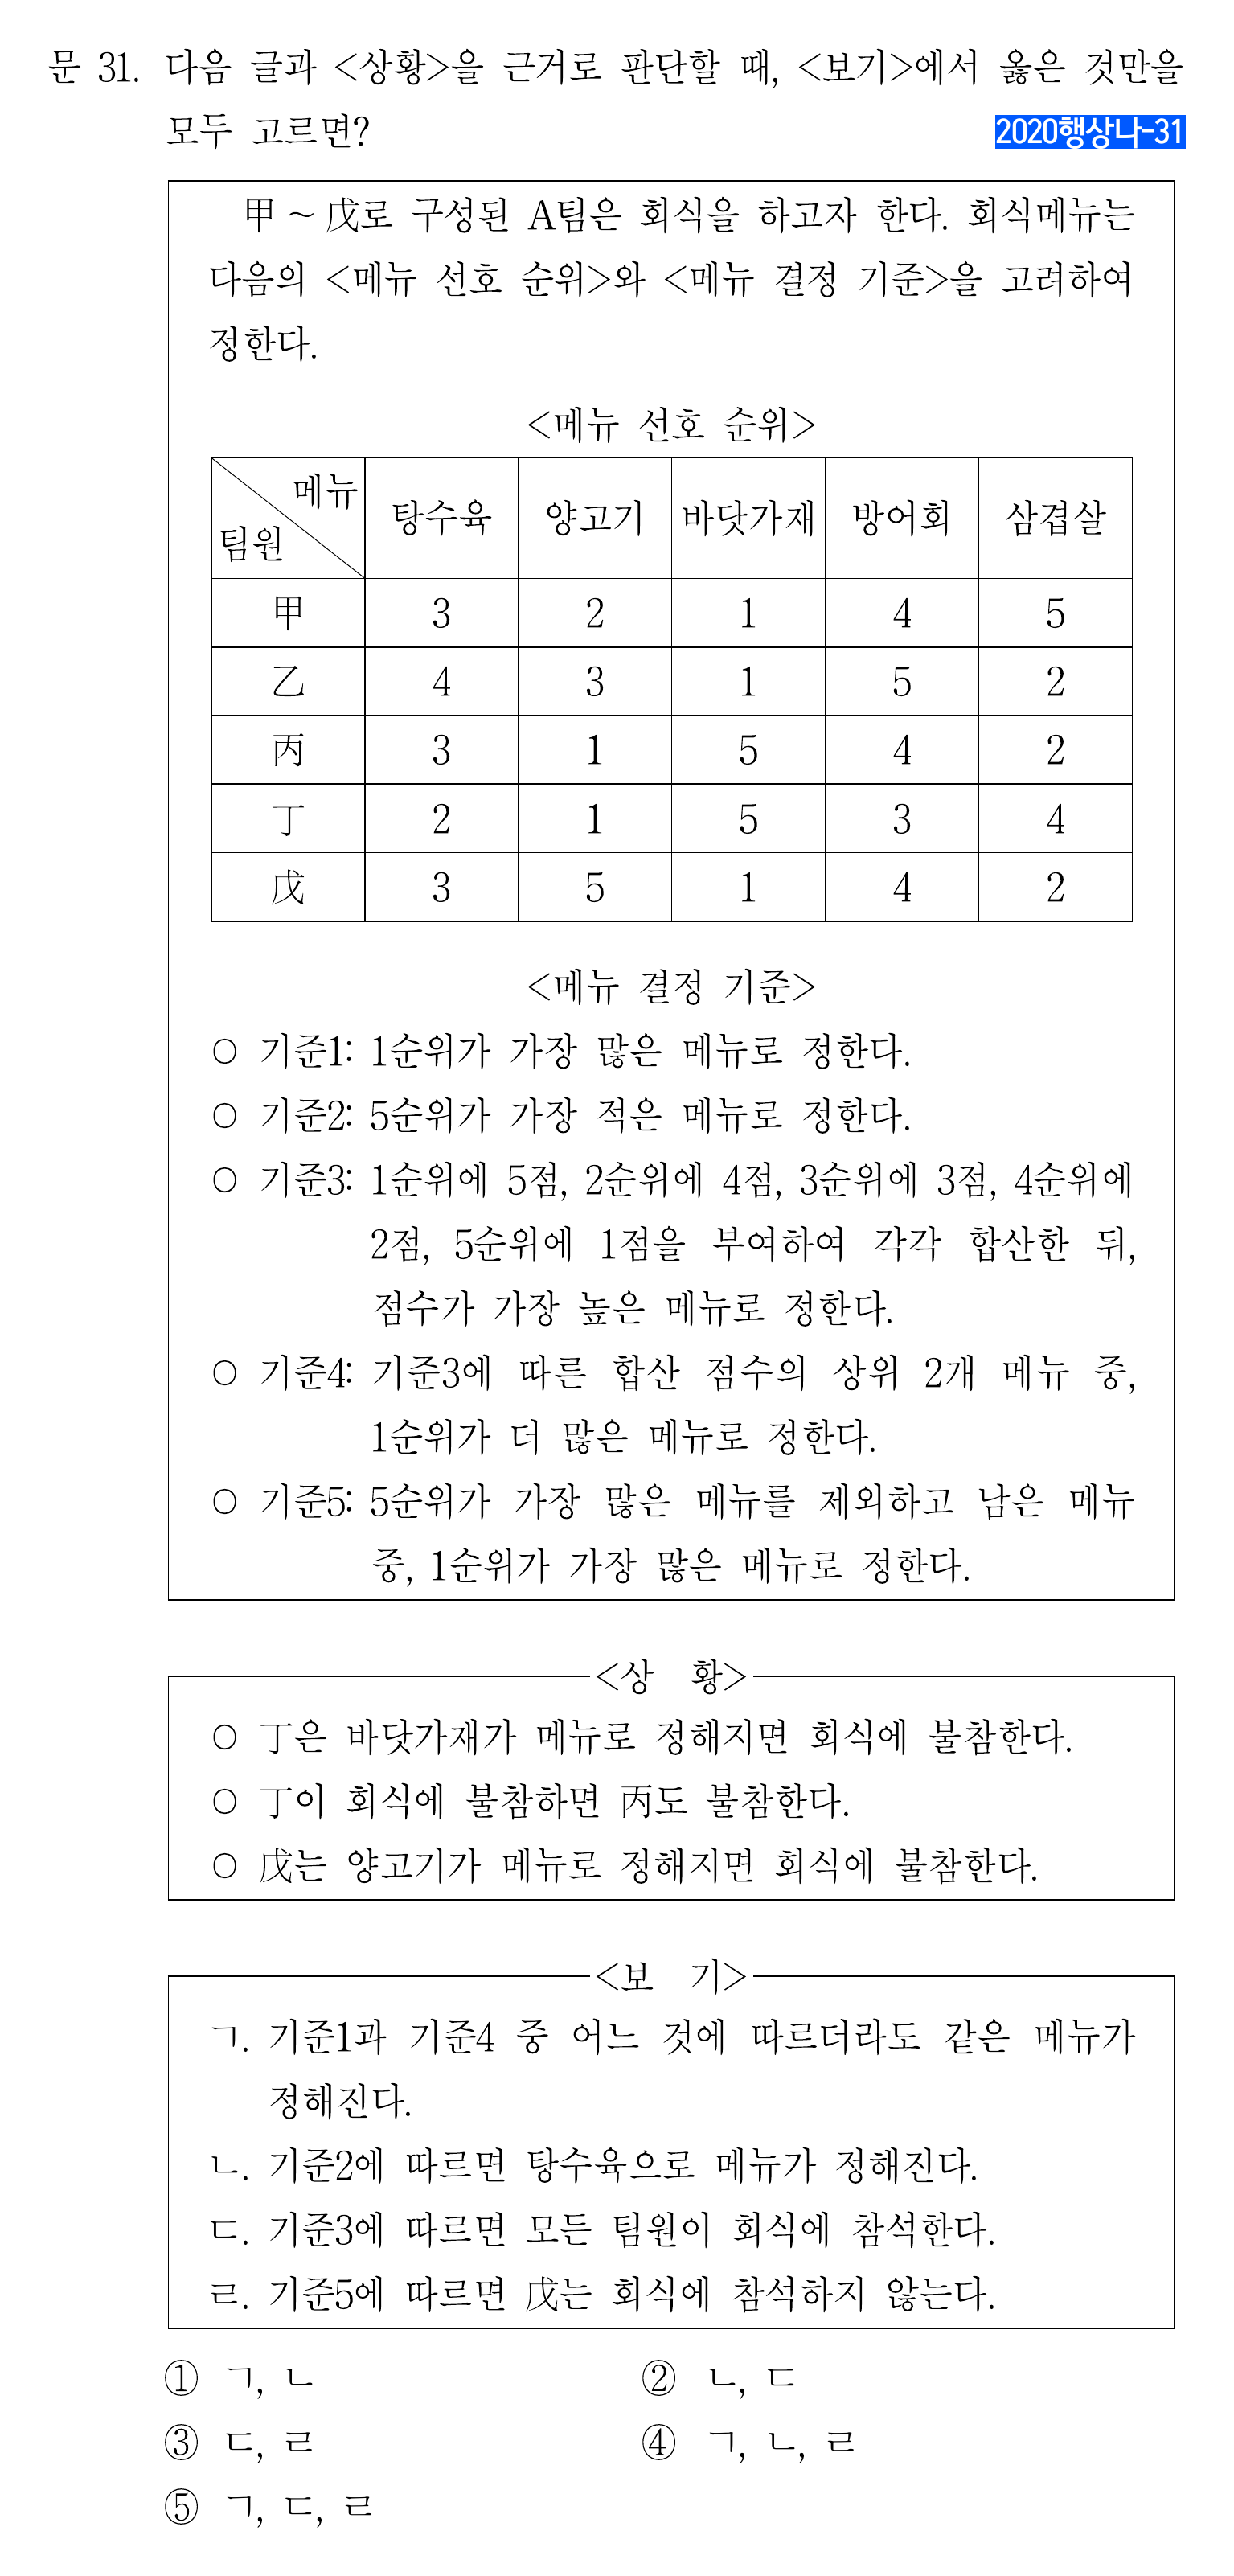 문 31. 다음 글과 <상황>을 근거로 판단할 때, <보기>에서 옳은 것만을
모두 고르면?
2020행상나-31
甲 ~ 戊로 구성된 A팀은 회식을 하고자 한다. 회식메뉴는
다음의 <메뉴 선호 순위>와 <메뉴 결정 기준>을 고려하여
정한다.
<메뉴 선호 순위>
메뉴
팀원
탕수육 양고기 바닷가재 방어회 삼겹살
甲 3 2 1 4 5
乙 4 3 1 5 2
丙 3 1 5 4 2
丁 2 1 5 3 4
戊 3 5 1 4 2
<메뉴 결정 기준>
○ 기준1: 1순위가 가장 많은 메뉴로 정한다.
○ 기준2: 5순위가 가장 적은 메뉴로 정한다.
○ 기준3: 1순위에 5점, 2순위에 4점, 3순위에 3점, 4순위에
2점, 5순위에 1점을 부여하여 각각 합산한 뒤,
점수가 가장 높은 메뉴로 정한다.
○ 기준4: 기준3에 따른 합산 점수의 상위 2개 메뉴 중,
1순위가 더 많은 메뉴로 정한다.
○ 기준5: 5순위가 가장 많은 메뉴를 제외하고 남은 메뉴
중, 1순위가 가장 많은 메뉴로 정한다.
<상 황>
○ 丁은 바닷가재가 메뉴로 정해지면 회식에 불참한다.
○ 丁이 회식에 불참하면 丙도 불참한다.
○ 戊는 양고기가 메뉴로 정해지면 회식에 불참한다.
<보 기>
ㄱ. 기준1과 기준4 중 어느 것에 따르더라도 같은 메뉴가
정해진다.
ㄴ. 기준2에 따르면 탕수육으로 메뉴가 정해진다.
ㄷ. 기준3에 따르면 모든 팀원이 회식에 참석한다.
ㄹ. 기준5에 따르면 戊는 회식에 참석하지 않는다.
① ㄱ, ㄴ ② ㄴ, ㄷ
③ ㄷ, ㄹ ④ ㄱ, ㄴ, ㄹ
⑤ ㄱ, ㄷ, ㄹ